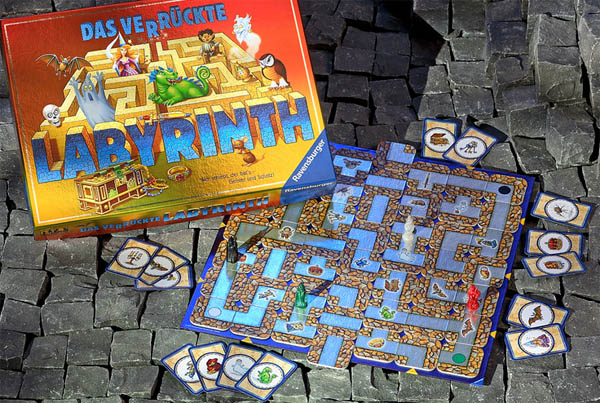 DAS VERRÜCKTE
LABYRINTH
Ravensburger
DAS VERRÜCKTE LABYRINTH